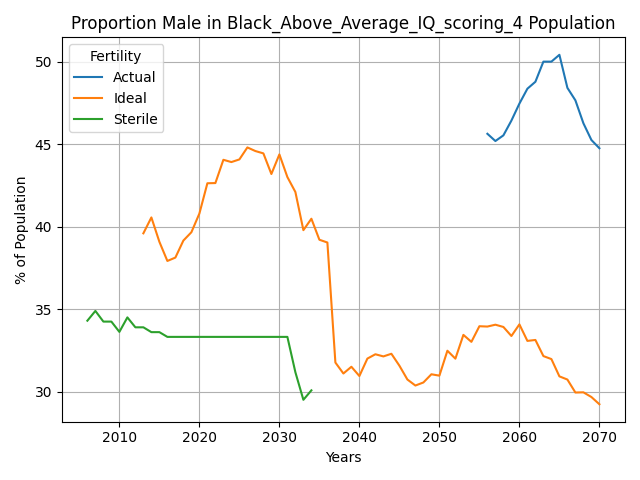 Proportion Male in Black_Above_Average_IQ_scoring_4 Population
Fertility
Actual
Ideal
Sterile
% of Population
50
45
40
35
30
2010 2020 2030 2040 2050 2060 2070
Years